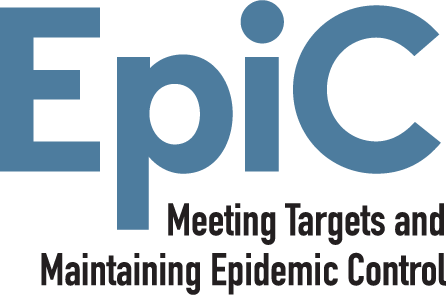 EpiC
Meeting Targets and
Maintaining Epidemic Control